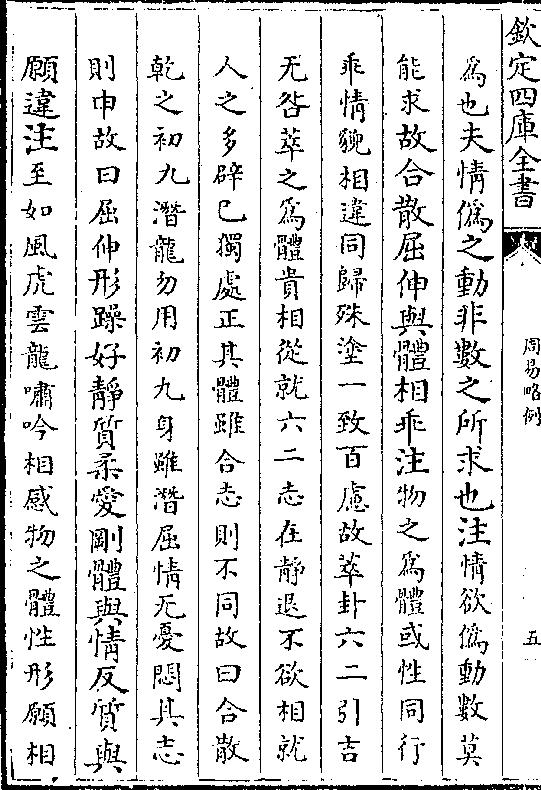 欽定四庫全書
周易略例
五
為也夫情偽之動非數之所求也注情欲偽動數莫
能求故合散屈伸與體相乖注物之為體或性同行
乖情貌相違同歸殊塗一致百慮故萃卦六二引吉
无咎萃之為體貴相從就六二志在靜退不欲相就
人之多辟已獨處正其體雖合志則不同故曰合散
乾之初九潛龍勿用初九身雖潛屈情无憂悶其志
則申故曰屈伸形躁好靜質柔愛剛體與情反質與
願違注至如風虎雲龍嘯吟相感物之體性形願相